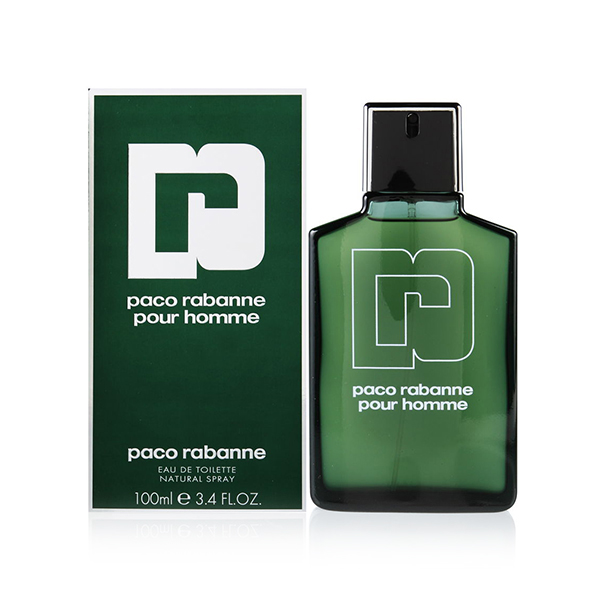 paco rabanne
pour homme
paco rabanne
EAU DE TOILETTE
NATURAL SPRAY
100ml e 3.4 FL.OZ.
paco rabanne
pour homme